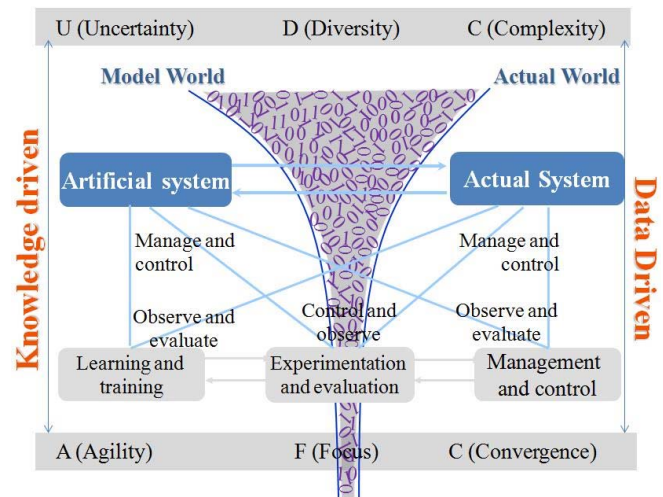 U (Uncertainty) D (Diversity) C (Complexity)
Model World Actual World
Knowledge driven
Data Driven
Artificial system Actual System
Manage and
control
Manage and
control
Observe and
evaluate
Control and
observe
Observe and
evaluate
Learning and
training
Experimentation
and evaluation
Management
and control
A (Agility) F (Focus) C (Convergence)